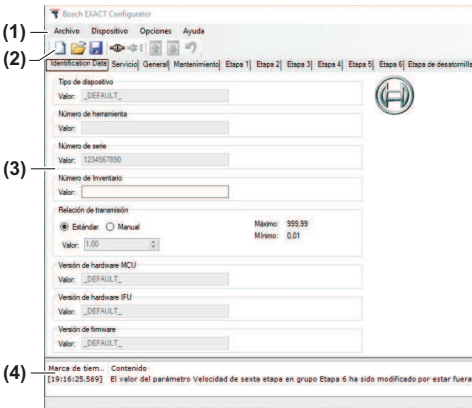 Bosch EXACT Configurator
(1)
Archivo Dispositivo Opciones Ayuda
(2)
Identification Data Servicio General Mantenimiento Etapa 1 Etapa 2 Etapa 3 Etapa 4 Etapa 5 Etapa 6 Etapa de desatornilla
Tipo de dispositivo
Valor: _DEFAULT_
Número de herramienta
Valor:
Número de serie
(3)
Valor: 1234567890
Número de Inventario
Valor:
Relación de transmisión
Estándar Manual
Máximo: 999.99
Mínimo: 0.01
Valor: 1.00
Versión de hardware MCU
Valor: _DEFAULT_
Versión de hardware IFU
Valor: _DEFAULT_
Versión de firmware
Valor: _DEFAULT_
Marca de tiem... Contenido
(4)
[19:16:25.569] El valor del parámetro Velocidad de sexta etapa en grupo Etapa 6 ha sido modificado por estar fuera